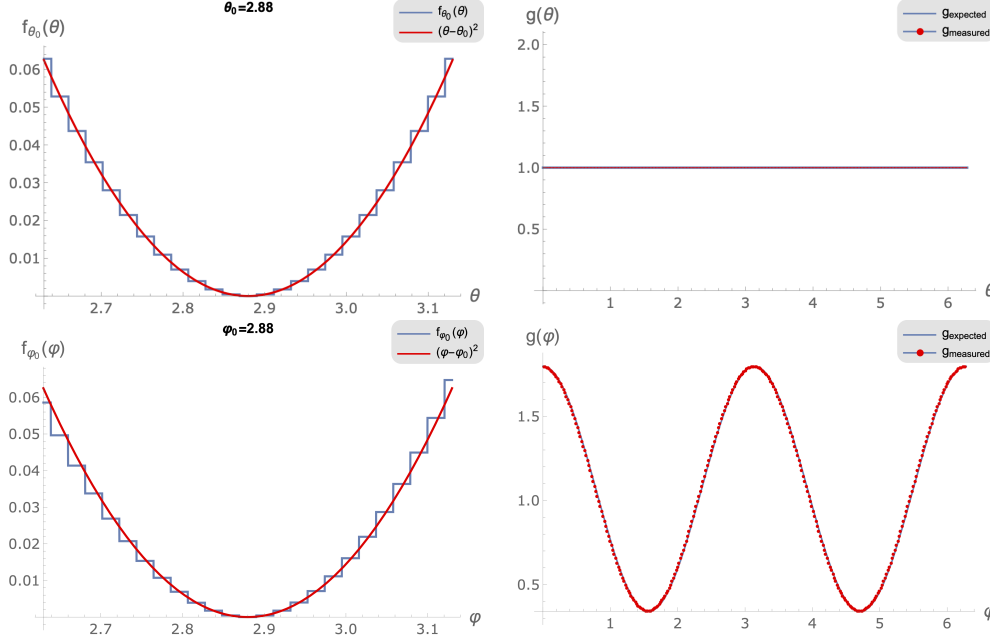 θ₀=2.88
f_θ₀(θ)
f_θ₀(θ)
(θ-θ₀)²
0.06
0.05
0.04
0.03
0.02
0.01
2.7 2.8 2.9 3.0 3.1
θ
g(θ)
g_expected
g_measured
2.0
1.5
1.0
0.5
1 2 3 4 5 6
θ
φ₀=2.88
f_φ₀(φ)
f_φ₀(φ)
(φ-φ₀)²
0.06
0.05
0.04
0.03
0.02
0.01
2.7 2.8 2.9 3.0 3.1
φ
g(φ)
g_expected
g_measured
1.5
1.0
0.5
1 2 3 4 5 6
φ